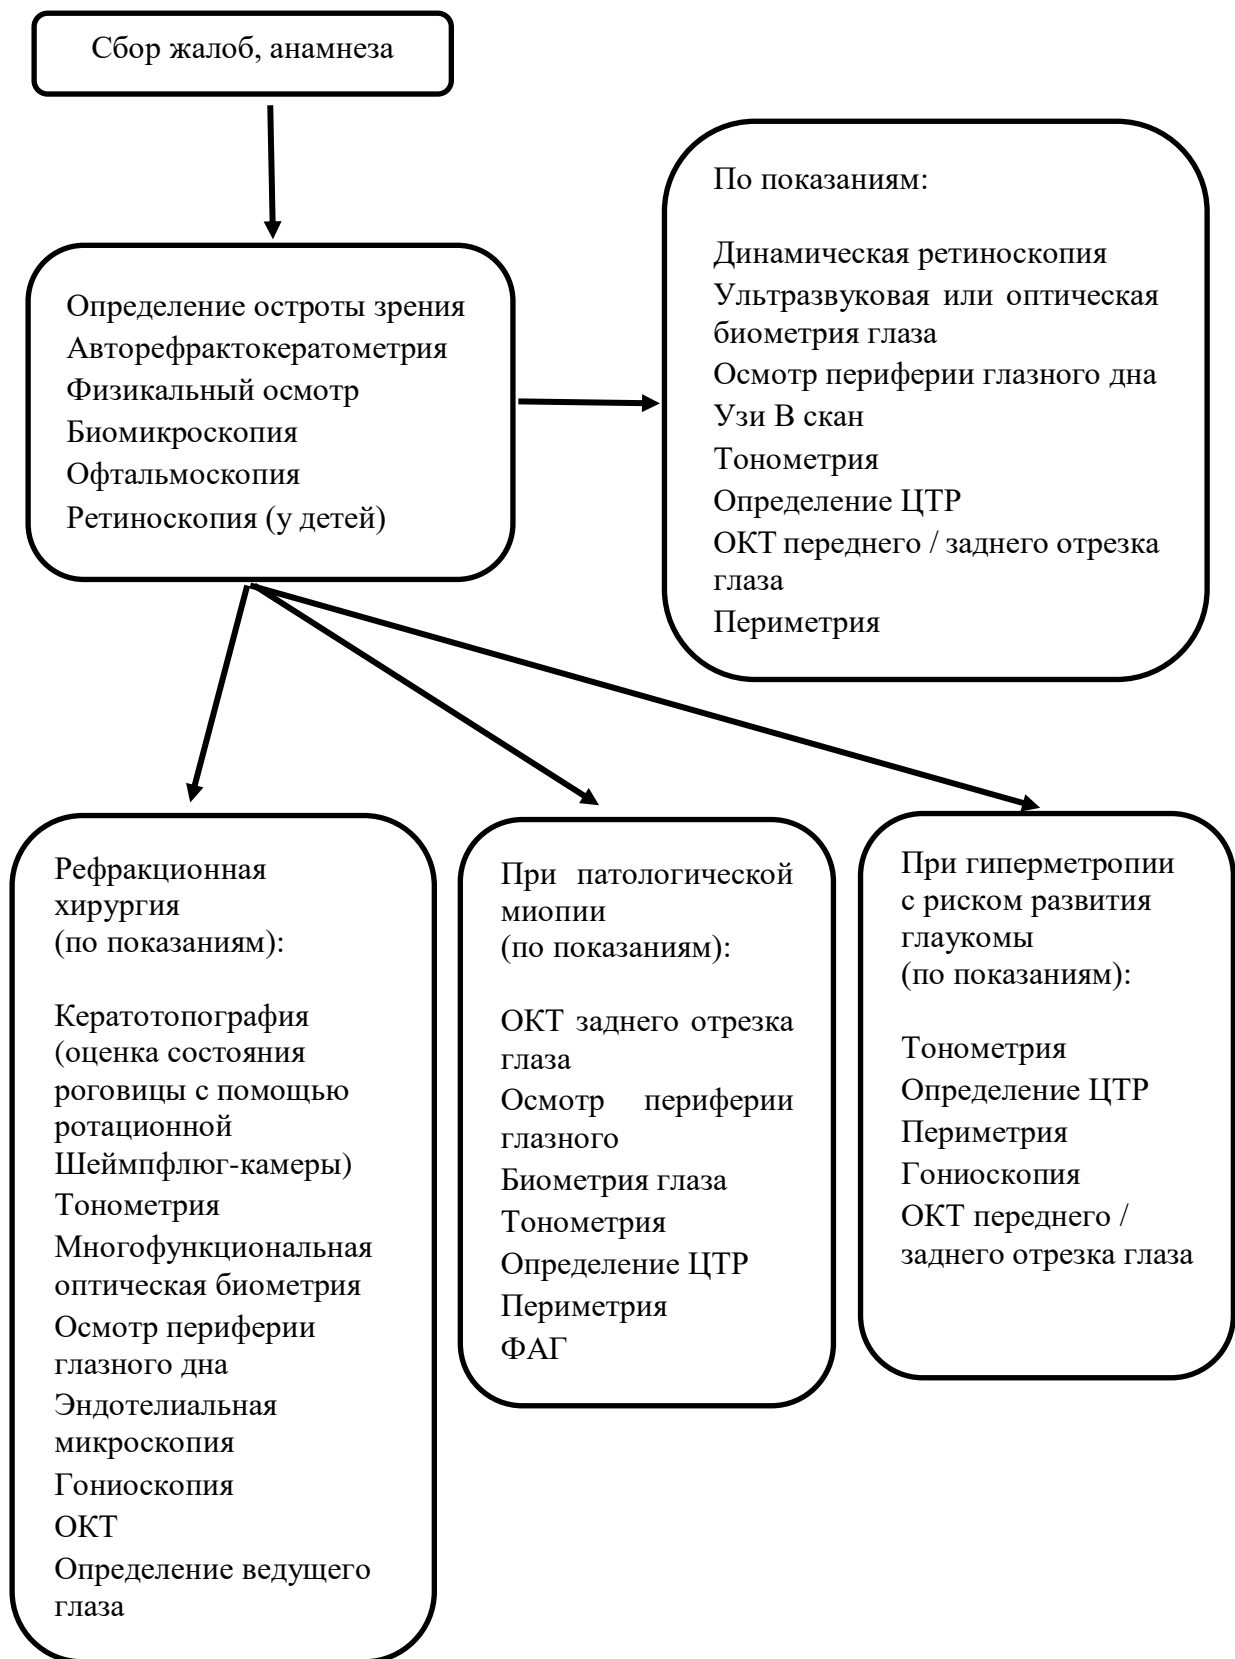 Сбор жалоб, анамнеза
Определение остроты зрения
Авторефрактокератометрия
Физикальный осмотр
Биомикроскопия
Офтальмоскопия
Ретиноскопия (у детей)
По показаниям:
Динамическая ретиноскопия
Ультразвуковая или оптическая
биометрия глаза
Осмотр периферии глазного дна
Узи В скан
Тонометрия
Определение ЦТР
ОКТ переднего / заднего отрезка
глаза
Периметрия
Рефракционная
хирургия
(по показаниям):
Кератотопография
(оценка состояния
роговицы с помощью
ротационной
Шеймпфлюг-камеры)
Тонометрия
Многофункциональная
оптическая биометрия
Осмотр периферии
глазного дна
Эндотелиальная
микроскопия
Гониоскопия
ОКТ
Определение ведущего
глаза
При патологической
миопии
(по показаниям):
ОКТ заднего отрезка
глаза
Осмотр периферии
глазного
Биометрия глаза
Тонометрия
Определение ЦТР
Периметрия
ФАГ
При гиперметропии
с риском развития
глаукомы
(по показаниям):
Тонометрия
Определение ЦТР
Периметрия
Гониоскопия
ОКТ переднего /
заднего отрезка глаза